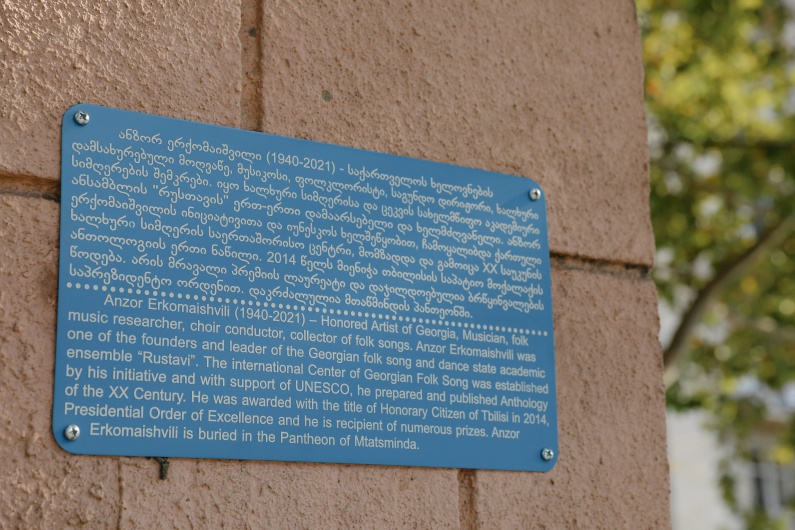 ანზორ ერქომაიშვილი (1940-2021) - საქართველოს ხელოვნების
დამსახურებული მოღვაწე, მუსიკოსი, ფოლკლორისტი, საგუნდო დირიჟორი, ხალხური
სიმღერების შემკრები. იყო ხალხური სიმღერისა და ცეკვის სახელმწიფო აკადემიური
ანსამბლის "რუსთავის" ერთ-ერთი დამაარსებელი და ხელმძღვანელი. ანზორ
ერქომაიშვილის ინიციატივითა და იუნესკოს ხელშეწყობით, ჩამოყალიბდა ქართული
ხალხური სიმღერის საერთაშორისო ცენტრი, მომზადდა და გამოიცა XX საუკუნის
ანთოლოგიის ერთი ნაწილი. 2014 წელს მიენიჭა თბილისის საპატიო მოქალაქის
წოდება. არის მრავალი პრემიის ლაურეატი და დაჯილდოებულია ბრწყინვალების
საპრეზიდენტო ორდენით. დაკრძალულია მთაწმინდის პანთეონში.
Anzor Erkomaishvili (1940-2021) – Honored Artist of Georgia, Musician, folk
music researcher, choir conductor, collector of folk songs. Anzor Erkomaishvili was
one of the founders and leader of the Georgian folk song and dance state academic
ensemble “Rustavi”. The international Center of Georgian Folk Song was established
by his initiative and with support of UNESCO, he prepared and published Anthology
of the XX Century. He was awarded with the title of Honorary Citizen of Tbilisi in 2014,
Presidential Order of Excellence and he is recipient of numerous prizes. Anzor
Erkomaishvili is buried in the Pantheon of Mtatsminda.